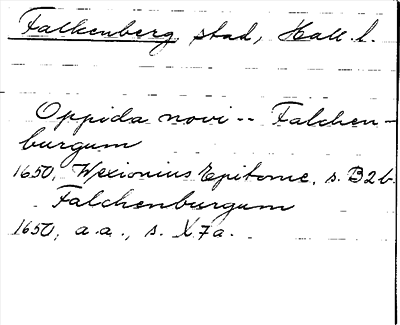 Falkenberg stad, Hall. l.
Oppida novi -- Falchen-
burgum
1650, Wexionius Epitome, s. B2b.
Falchenburgum
1650, a.a., s. X7a.